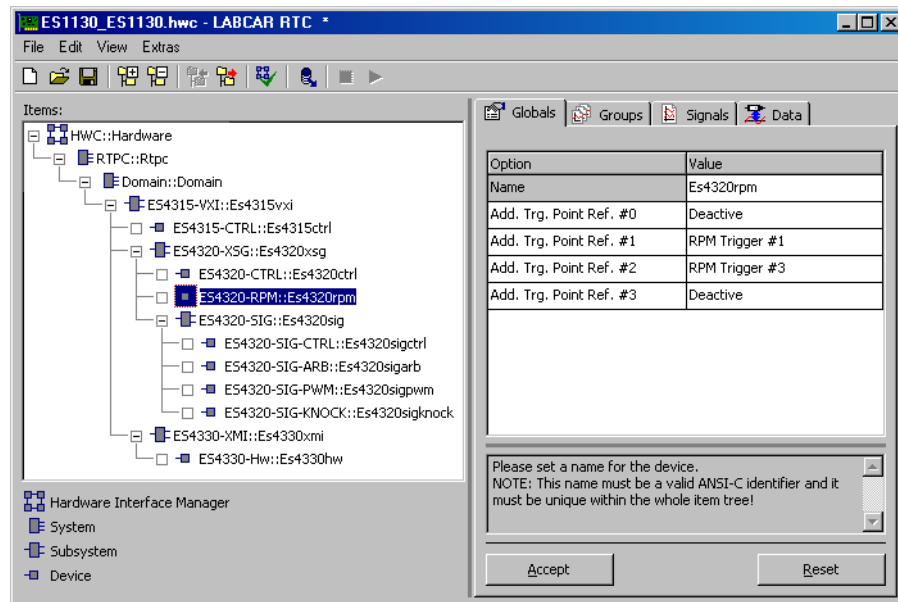 ES1130_ES1130.hwc - LABCAR RTC *
File Edit View Extras
Items:
HWC::Hardware
RTPC::Rtpc
Domain::Domain
ES4315-VXI::Es4315vxi
ES4315-CTRL::Es4315ctrl
ES4320-XSG::Es4320xsg
ES4320-CTRL::Es4320ctrl
ES4320-RPM::Es4320rpm
ES4320-SIG::Es4320sig
ES4320-SIG-CTRL::Es4320sigctrl
ES4320-SIG-ARB::Es4320sigarb
ES4320-SIG-PWM::Es4320sigpwm
ES4320-SIG-KNOCK::Es4320sigknock
ES4330-XMI::Es4330xmi
ES4330-Hw::Es4330hw
Hardware Interface Manager
System
Subsystem
Device
Globals Groups Signals Data
Option Value
Name Es4320rpm
Add. Trg. Point Ref. #0 Deactive
Add. Trg. Point Ref. #1 RPM Trigger #1
Add. Trg. Point Ref. #2 RPM Trigger #3
Add. Trg. Point Ref. #3 Deactive
Please set a name for the device.
NOTE: This name must be a valid ANSI-C identifier and it
must be unique within the whole item tree!
Accept Reset